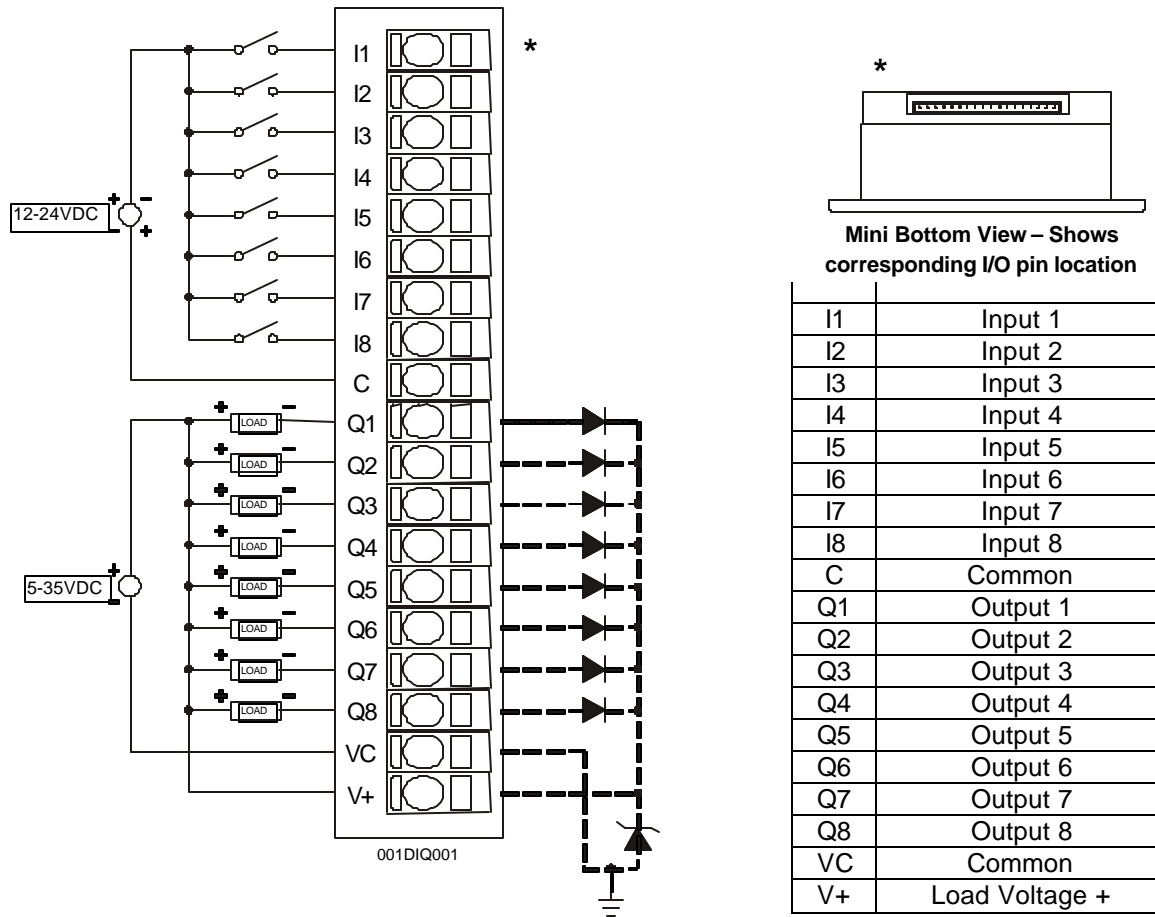 I1
*
I2
I3
I4
I5
I6
I7
I8
C
Q1
Q2
Q3
Q4
Q5
Q6
Q7
Q8
VC
V+
+ -
12-24VDC
- +
+ LOAD -
+ LOAD -
+ LOAD -
+ LOAD -
+ LOAD -
+ LOAD -
+ LOAD -
+ LOAD -
+
5-35VDC
-
001DIQ001
*
Mini Bottom View – Shows
corresponding I/O pin location
I1 Input 1
I2 Input 2
I3 Input 3
I4 Input 4
I5 Input 5
I6 Input 6
I7 Input 7
I8 Input 8
C Common
Q1 Output 1
Q2 Output 2
Q3 Output 3
Q4 Output 4
Q5 Output 5
Q6 Output 6
Q7 Output 7
Q8 Output 8
VC Common
V+ Load Voltage +